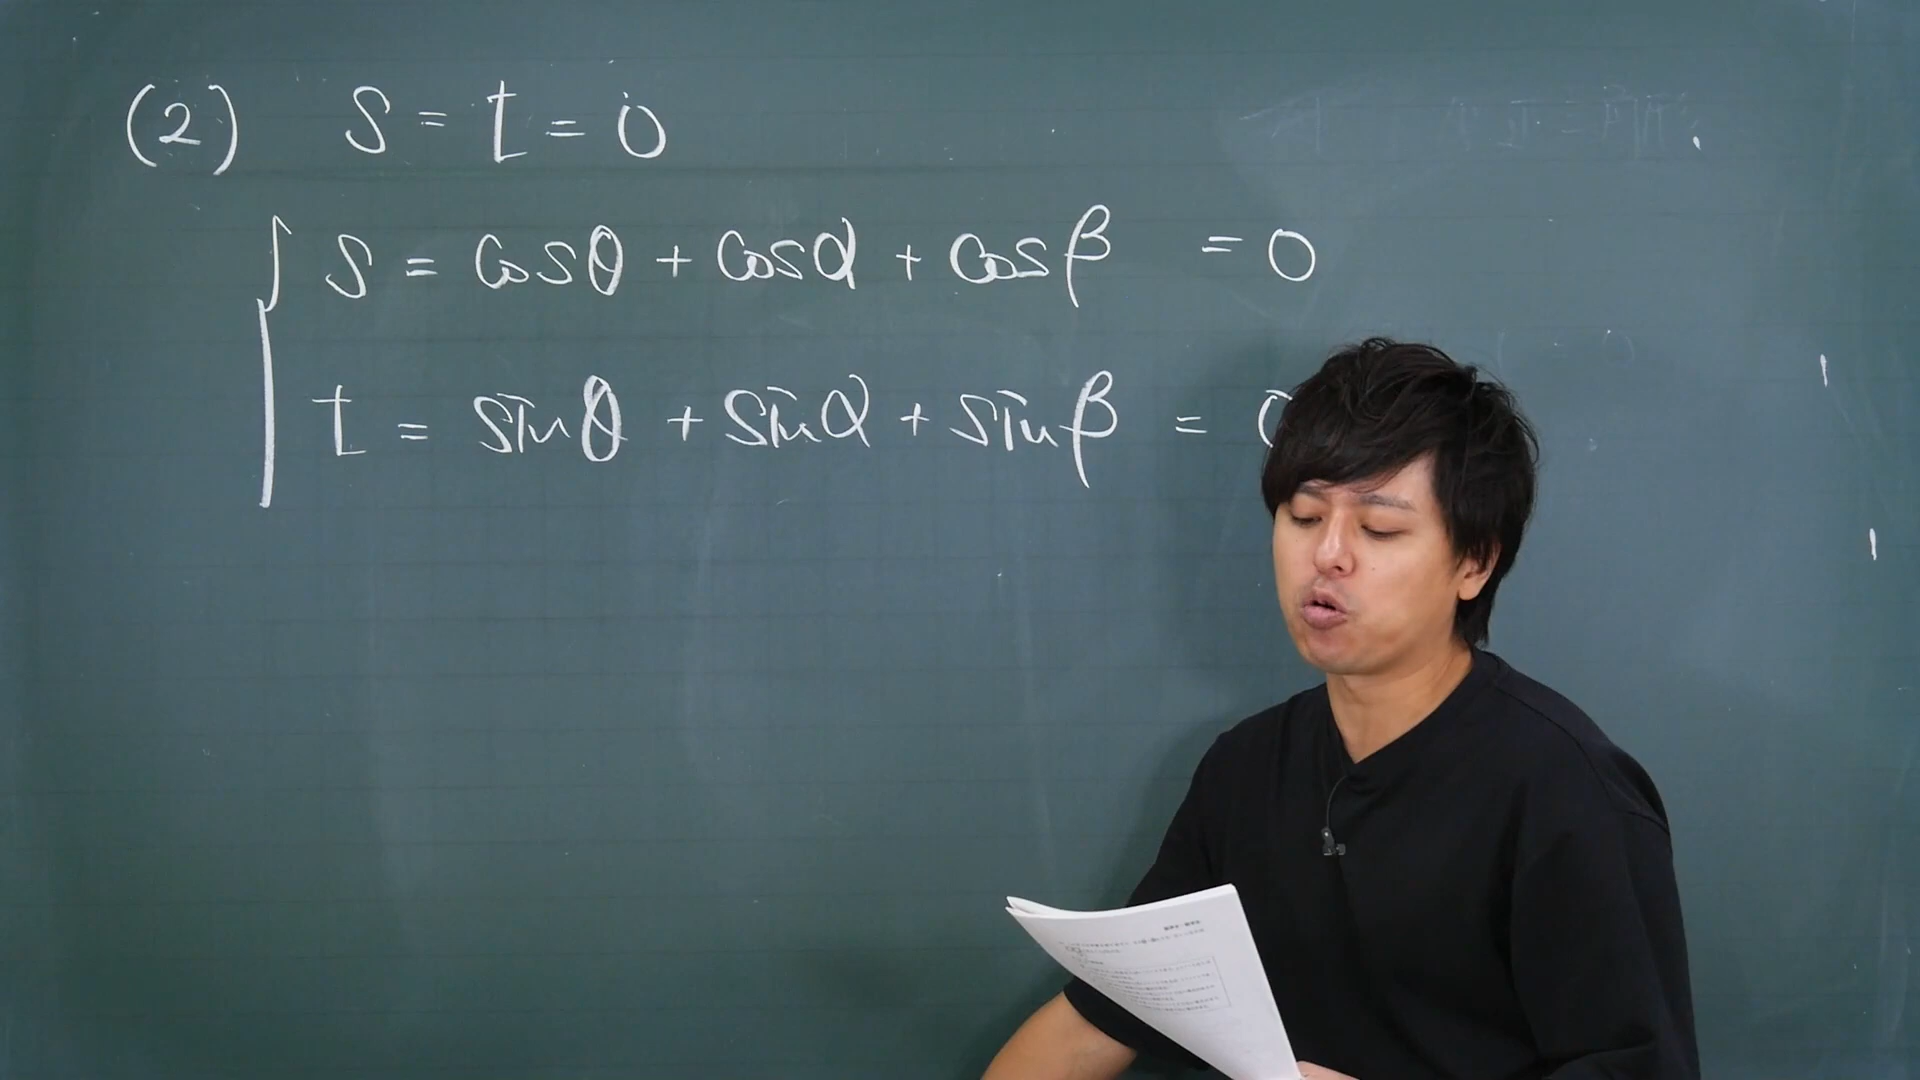 (2) S = t = 0
S = cosθ + cosα + cosβ = 0
t = sinθ + sinα + sinβ = 0